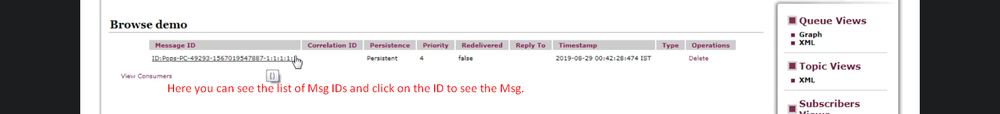 Browse demo
Message ID Correlation ID Persistence Priority Redelivered Reply To Timestamp Type Operations
ID:Pops-PC-49293-1567019547887-1:1:1:1: Persistent 4 false 2019-08-29 00:42:28:474 IST Delete
View Consumers
{}
Here you can see the list of Msg IDs and click on the ID to see the Msg.
Queue Views
Graph
XML
Topic Views
XML
Subscribers
Views